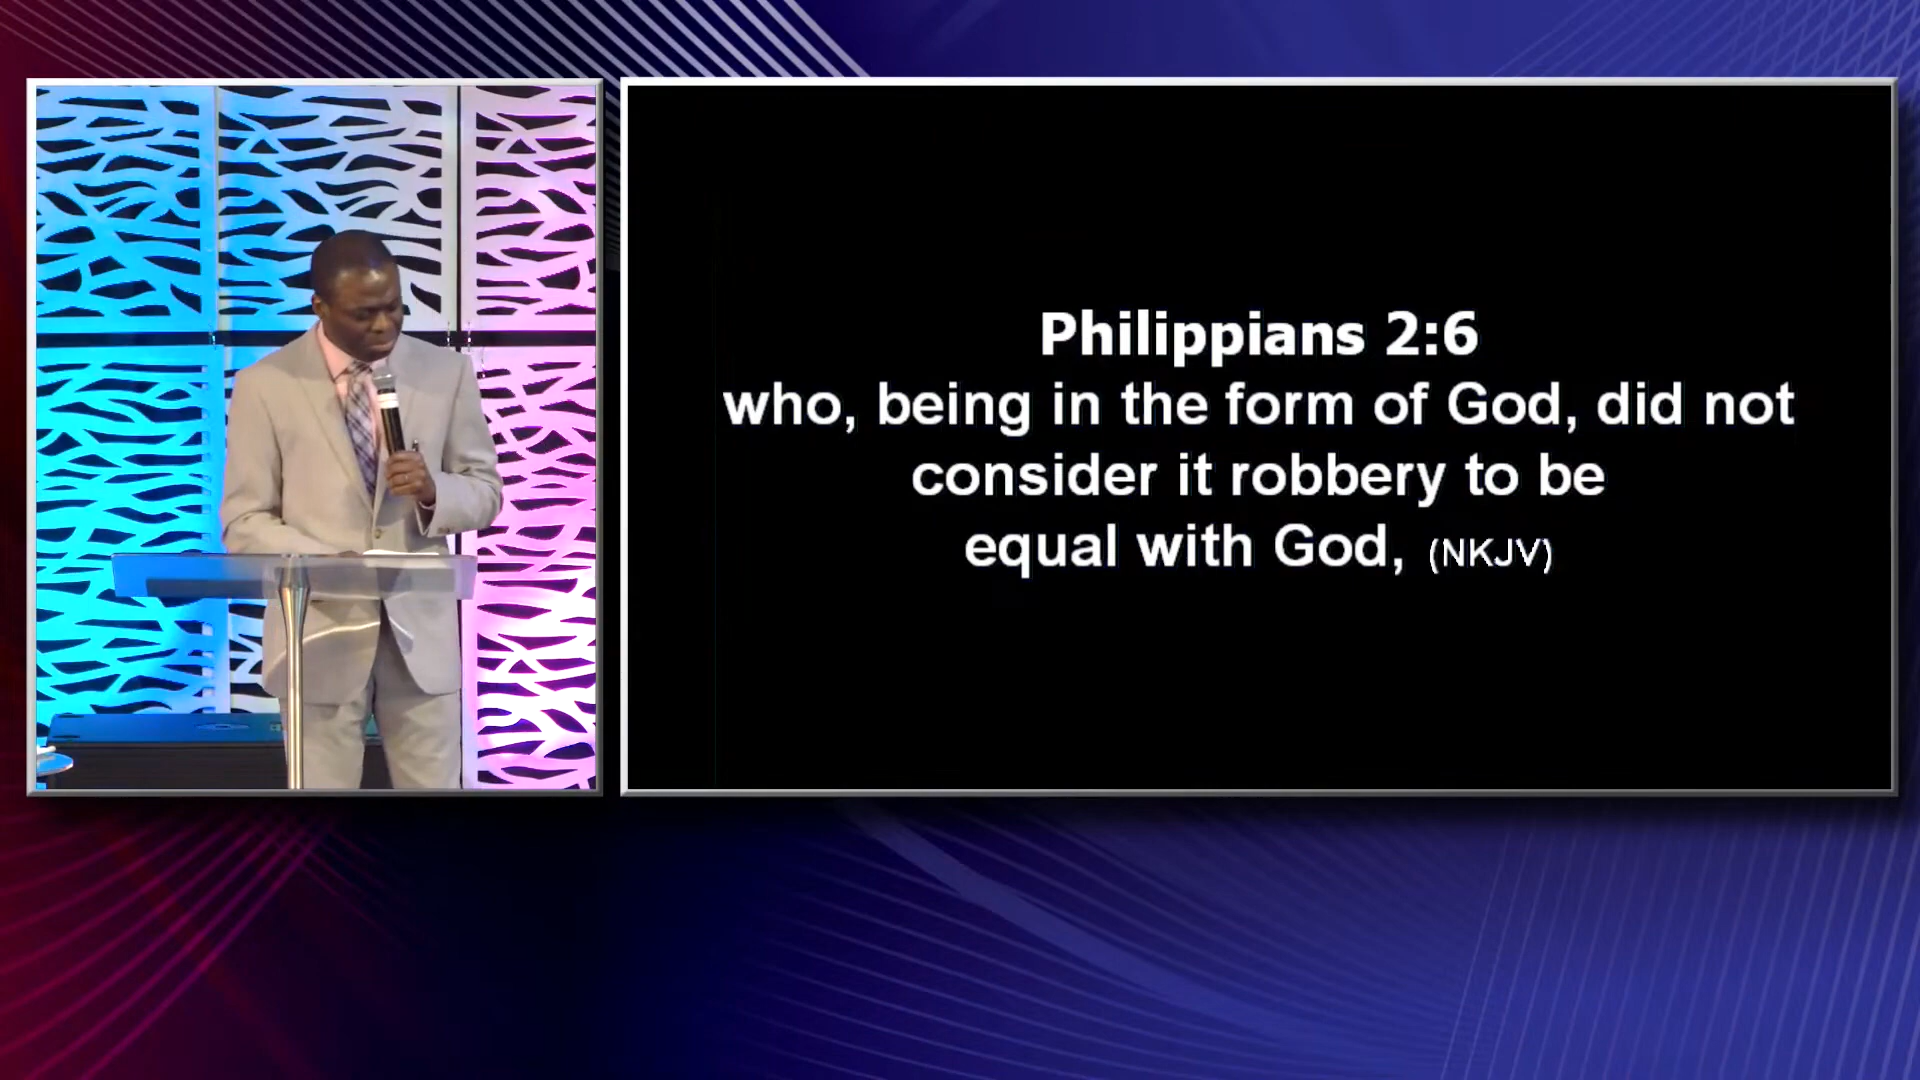 Philippians 2:6
who, being in the form of God, did not
consider it robbery to be
equal with God, (NKJV)